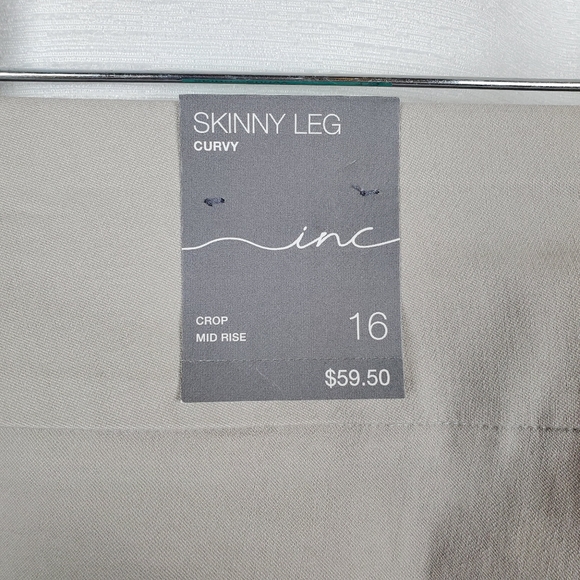 SKINNY LEG
CURVY
inc
CROP
16
MID RISE
$59.50